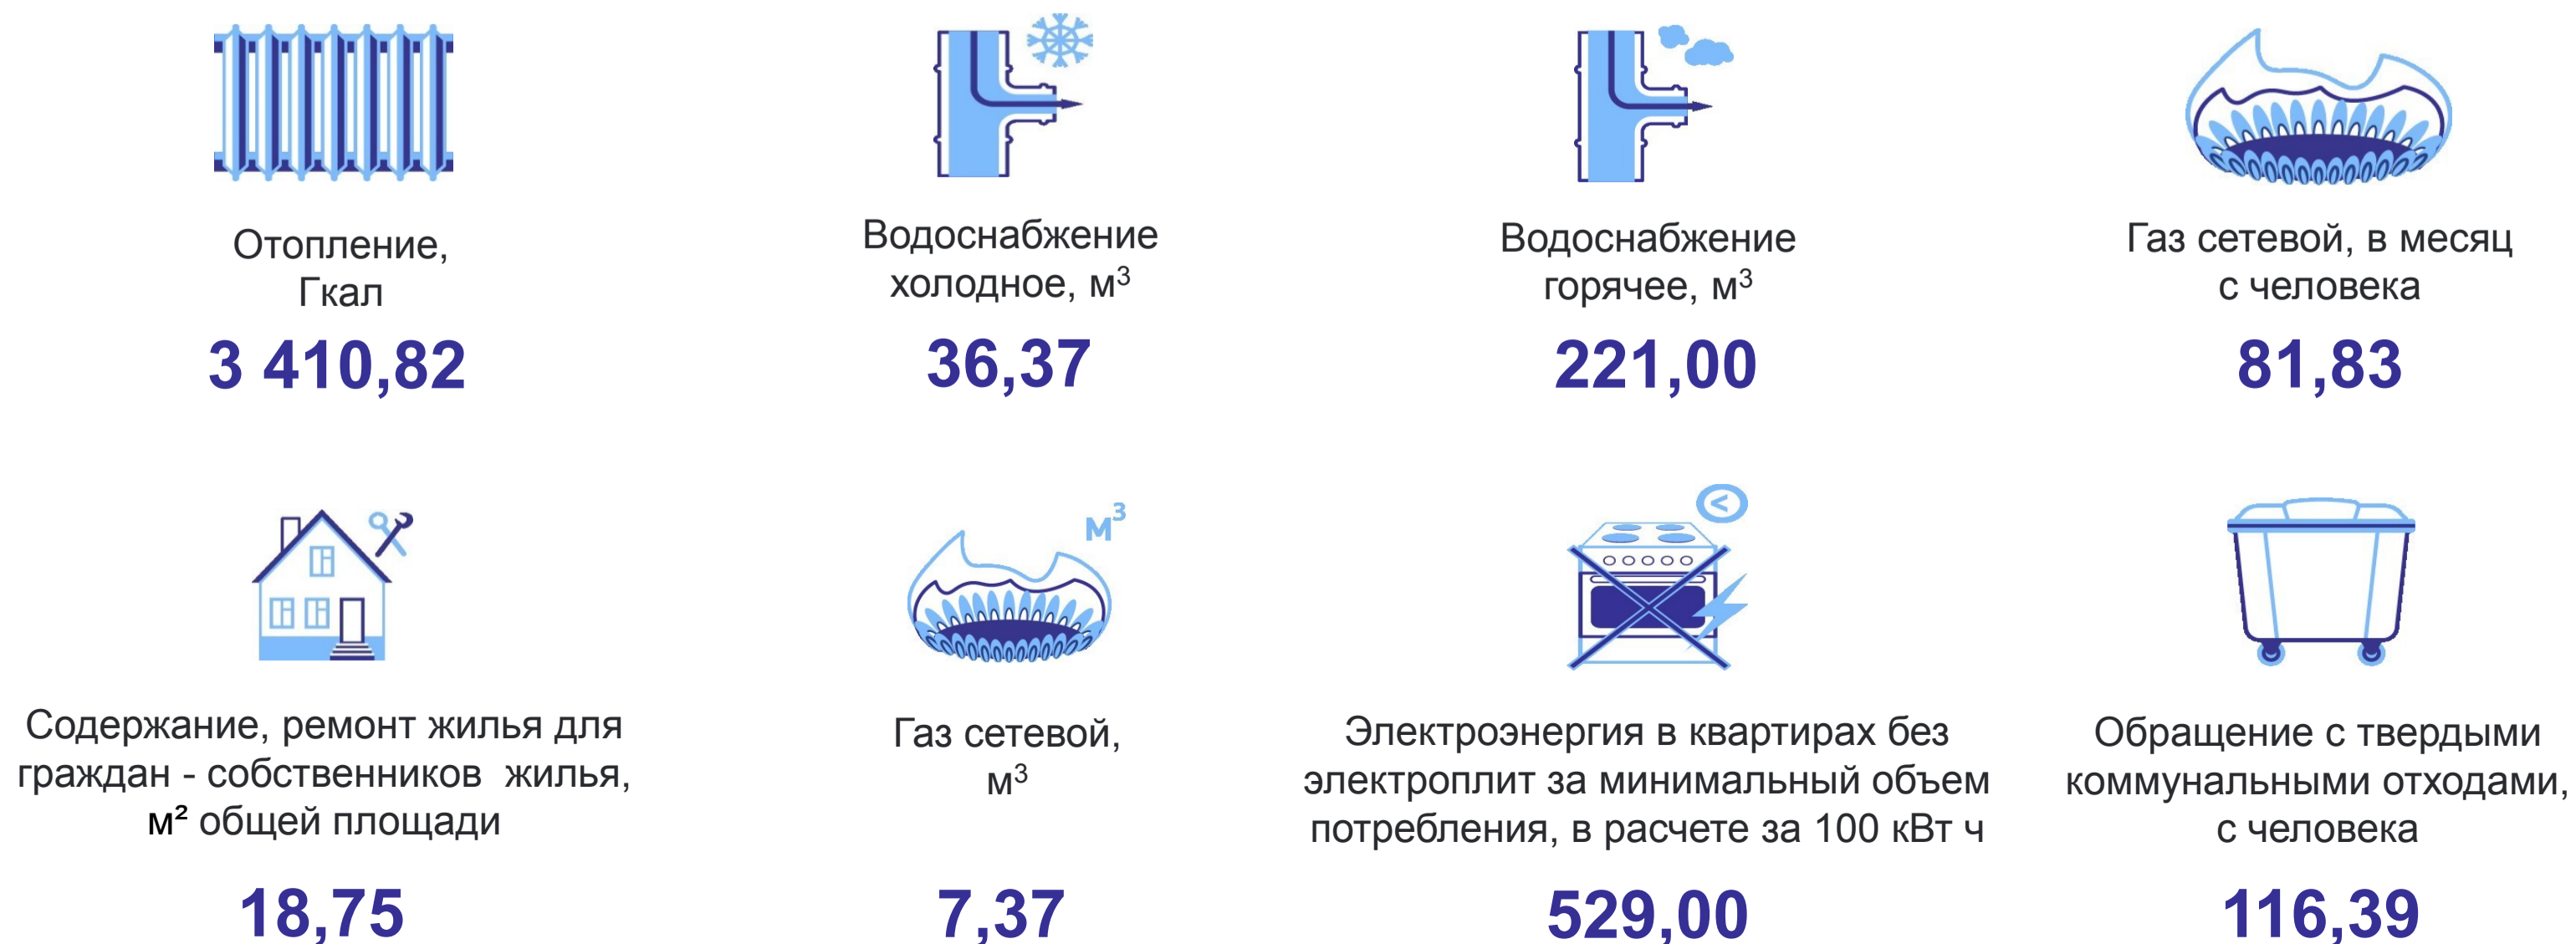 Отопление,
Гкал
3 410,82
Водоснабжение
холодное, м³
36,37
Водоснабжение
горячее, м³
221,00
Газ сетевой, в месяц
с человека
81,83
<
м³
Содержание, ремонт жилья для
граждан - собственников  жилья,
м² общей площади
18,75
Газ сетевой,
м³
7,37
Электроэнергия в квартирах без
электроплит за минимальный объем
потребления, в расчете за 100 кВт ч
529,00
Обращение с твердыми
коммунальными отходами,
с человека
116,39